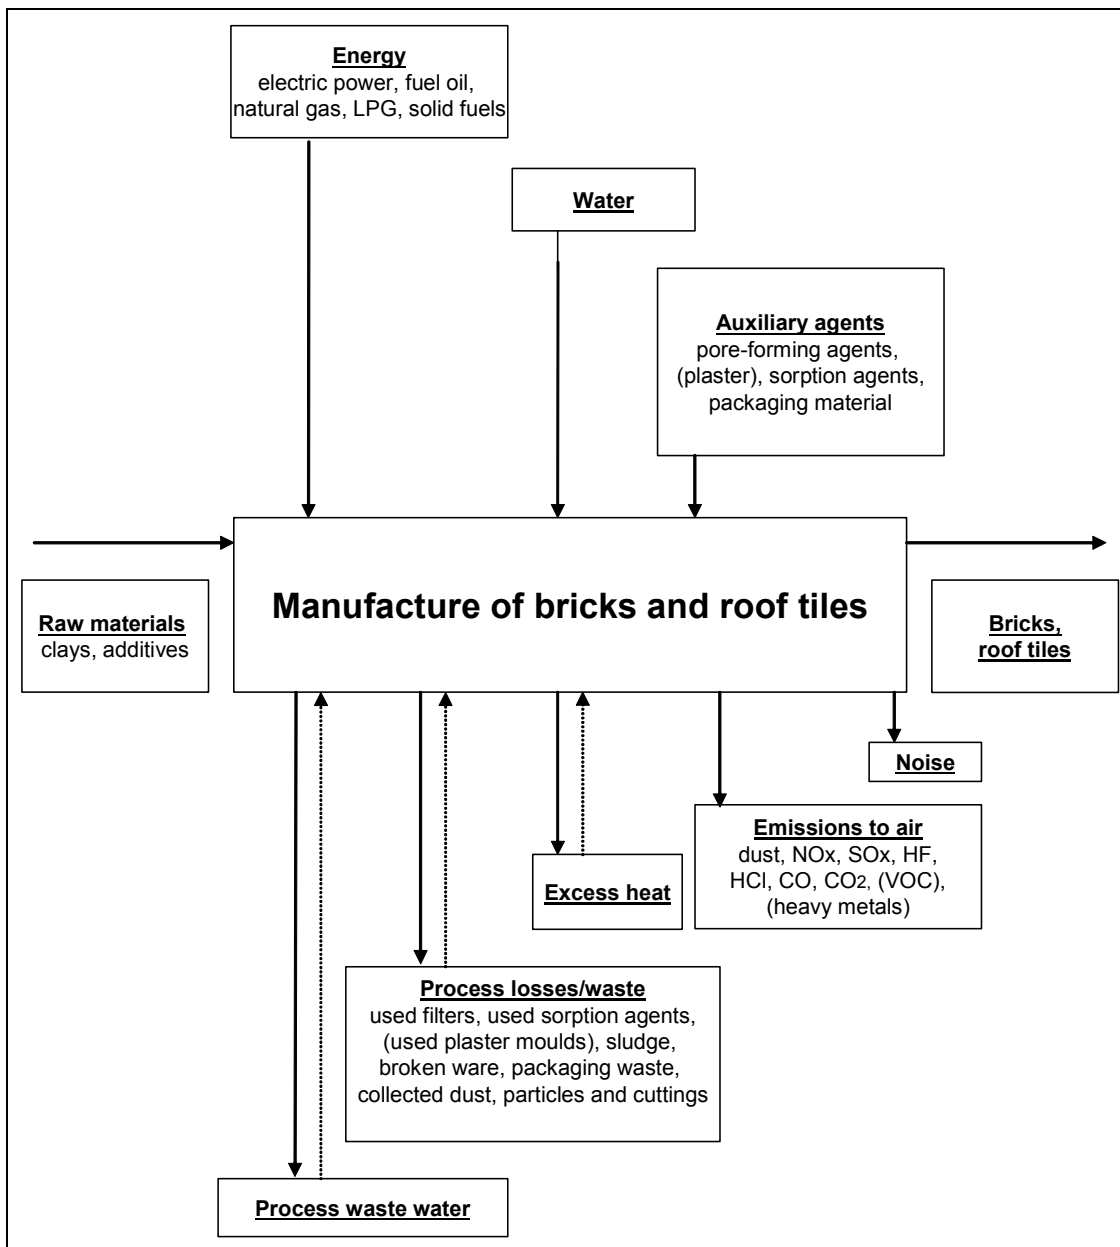 Energy
electric power, fuel oil,
natural gas, LPG, solid fuels
Water
Auxiliary agents
pore-forming agents,
(plaster), sorption agents,
packaging material
Manufacture of bricks and roof tiles
Raw materials
clays, additives
Bricks,
roof tiles
Noise
Emissions to air
dust, NOx, SOx, HF,
HCl, CO, CO2, (VOC),
(heavy metals)
Excess heat
Process losses/waste
used filters, used sorption agents,
(used plaster moulds), sludge,
broken ware, packaging waste,
collected dust, particles and cuttings
Process waste water